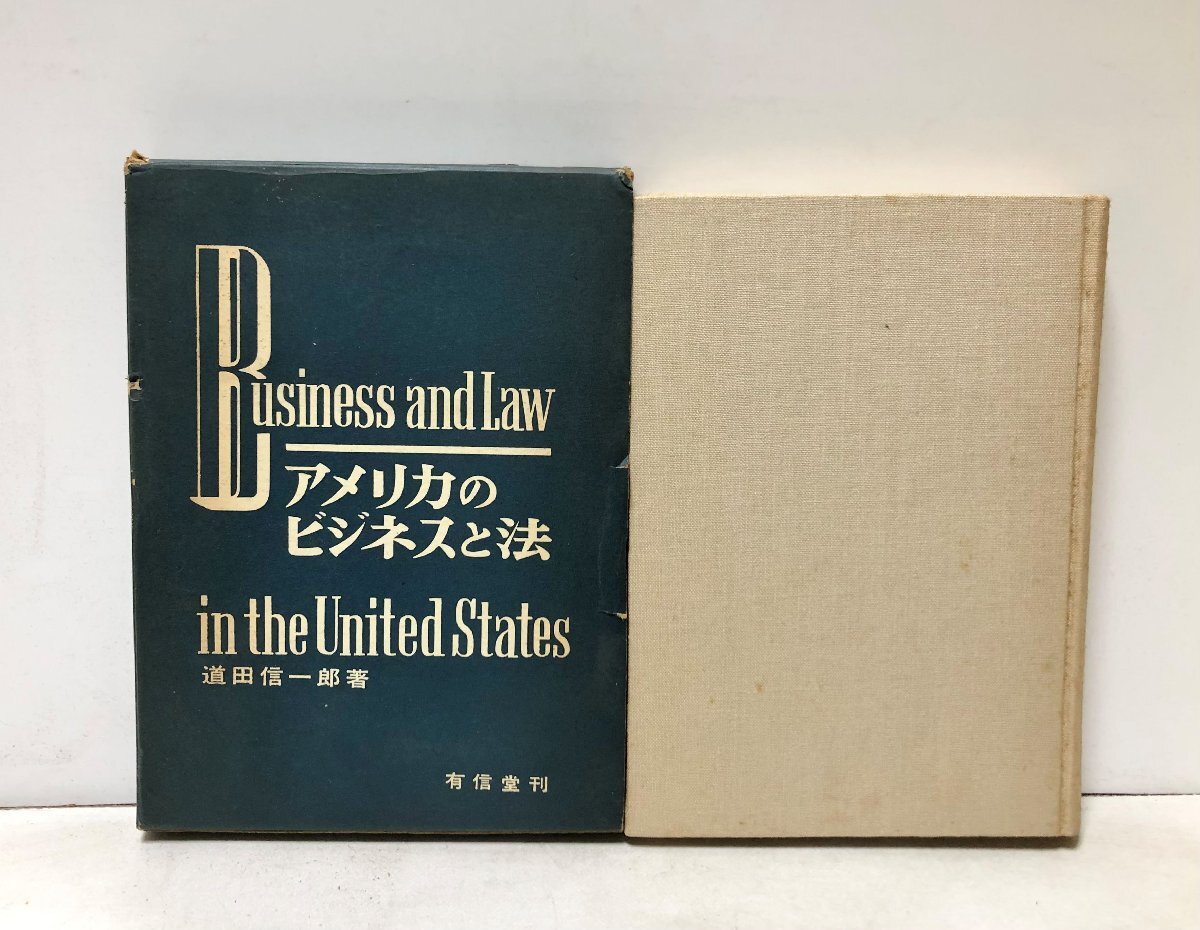 Business and Law
アメリカの
ビジネスと法
in the United States
道田信一郎著
有信堂刊